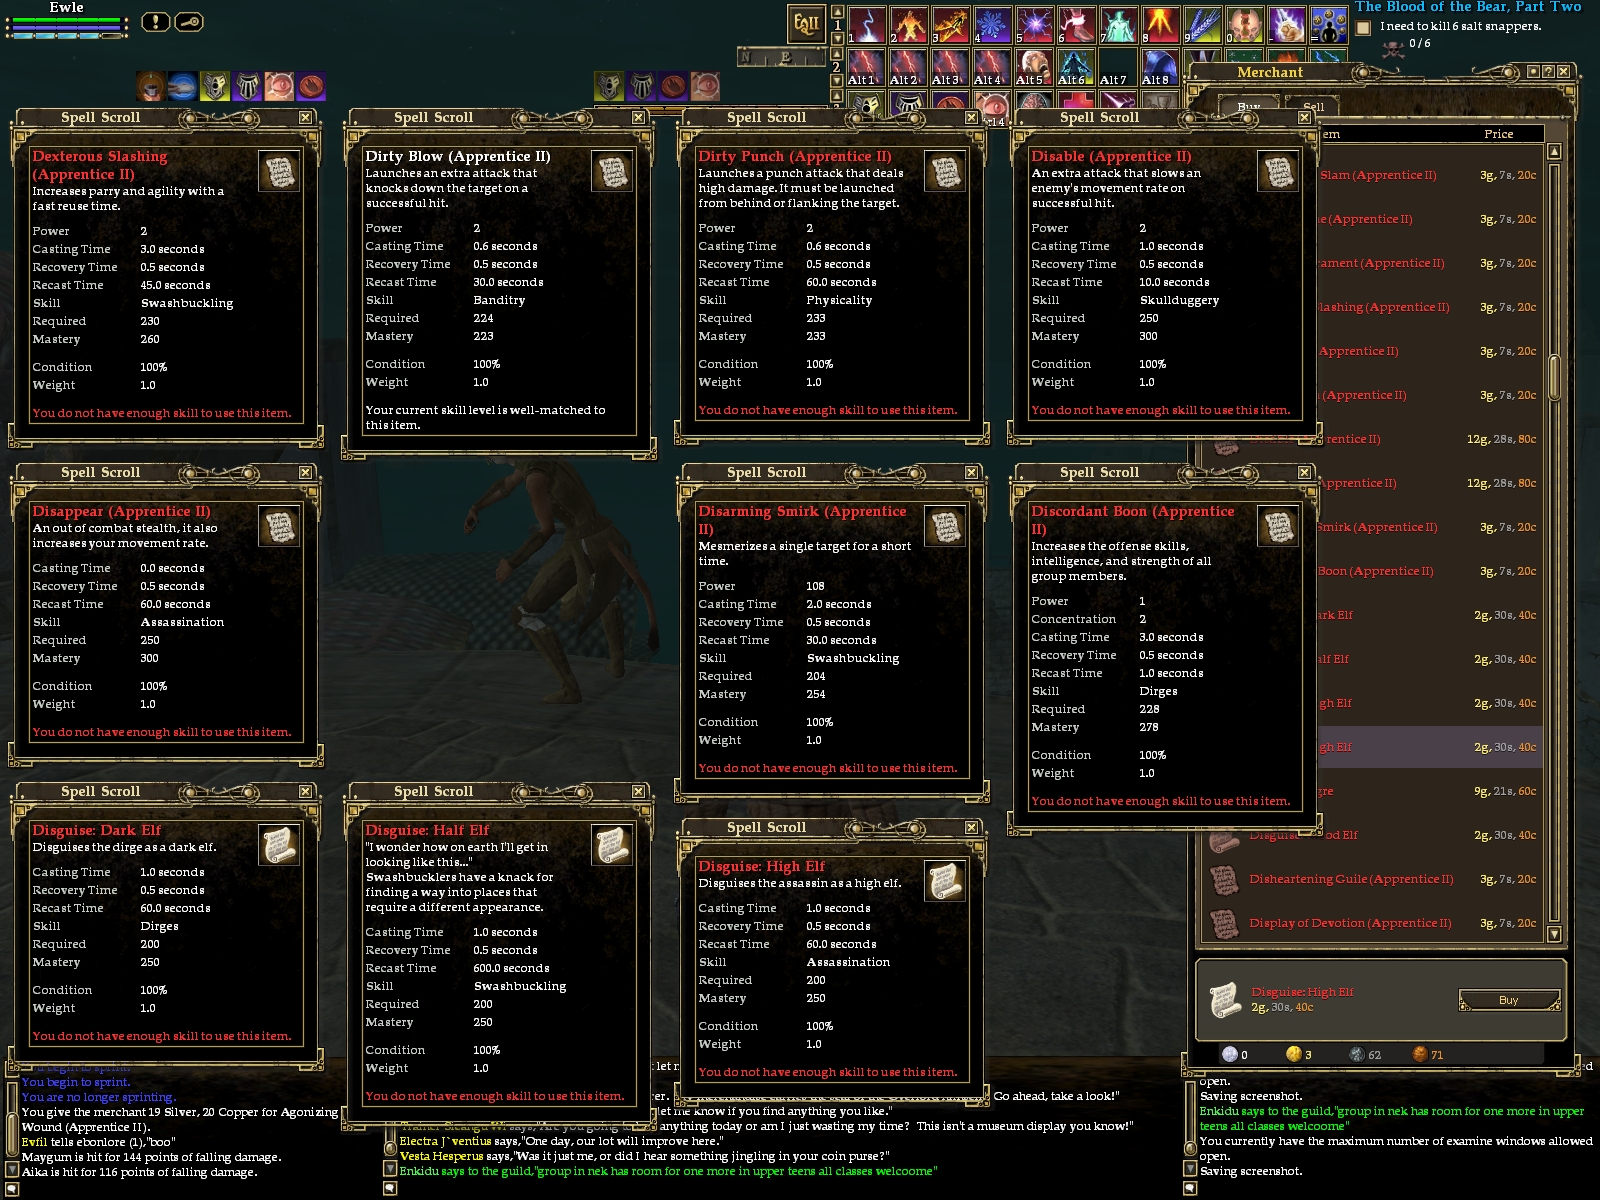 Ewle
EQII
1
2
3
4
5
6
7
8
9
0
-
=
N E
1
2
Alt1
Alt2
Alt3
Alt4
Alt5
Alt6
Alt7
Alt8
The Blood of the Bear, Part Two
I need to kill 6 salt snappers.
0/6
Spell Scroll
Dexterous Slashing
(Apprentice II)
Increases parry and agility with a
fast reuse time.
Power 2
Casting Time 3.0 seconds
Recovery Time 0.5 seconds
Recast Time 45.0 seconds
Skill Swashbuckling
Required 230
Mastery 260
Condition 100%
Weight 1.0
You do not have enough skill to use this item.
Spell Scroll
Dirty Blow (Apprentice II)
Launches an extra attack that
knocks down the target on a
successful hit.
Power 2
Casting Time 0.6 seconds
Recovery Time 0.5 seconds
Recast Time 30.0 seconds
Skill Banditry
Required 224
Mastery 223
Condition 100%
Weight 1.0
Your current skill level is well-matched to
this item.
Spell Scroll
Dirty Punch (Apprentice II)
Launches a punch attack that deals
high damage. It must be launched
from behind or flanking the target.
Power 2
Casting Time 0.6 seconds
Recovery Time 0.5 seconds
Recast Time 60.0 seconds
Skill Physicality
Required 233
Mastery 233
Condition 100%
Weight 1.0
You do not have enough skill to use this item.
Spell Scroll
Disable (Apprentice II)
An extra attack that slows an
enemy's movement rate on
successful hit.
Power 2
Casting Time 1.0 seconds
Recovery Time 0.5 seconds
Recast Time 10.0 seconds
Skill Skullduggery
Required 250
Mastery 300
Condition 100%
Weight 1.0
You do not have enough skill to use this item.
Spell Scroll
Disappear (Apprentice II)
An out of combat stealth, it also
increases your movement rate.
Casting Time 0.0 seconds
Recovery Time 0.5 seconds
Recast Time 60.0 seconds
Skill Assassination
Required 250
Mastery 300
Condition 100%
Weight 1.0
You do not have enough skill to use this item.
Spell Scroll
Disarming Smirk (Apprentice
II)
Mesmerizes a single target for a short
time.
Power 108
Casting Time 2.0 seconds
Recovery Time 0.5 seconds
Recast Time 30.0 seconds
Skill Swashbuckling
Required 204
Mastery 254
Condition 100%
Weight 1.0
You do not have enough skill to use this item.
Spell Scroll
Discordant Boon (Apprentice
II)
Increases the offense skills,
intelligence, and strength of all
group members.
Power 1
Concentration 2
Casting Time 3.0 seconds
Recovery Time 0.5 seconds
Recast Time 1.0 seconds
Skill Dirges
Required 228
Mastery 278
Condition 100%
Weight 1.0
You do not have enough skill to use this item.
Spell Scroll
Disguise: Dark Elf
Disguises the dirge as a dark elf.
Casting Time 1.0 seconds
Recovery Time 0.5 seconds
Recast Time 60.0 seconds
Skill Dirges
Required 200
Mastery 250
Condition 100%
Weight 1.0
You do not have enough skill to use this item.
Spell Scroll
Disguise: Half Elf
"I wonder how on earth I'll get in
looking like this..."
Swashbucklers have a knack for
finding a way into places that
require a different appearance.
Casting Time 1.0 seconds
Recovery Time 0.5 seconds
Recast Time 600.0 seconds
Skill Swashbuckling
Required 200
Mastery 250
Condition 100%
Weight 1.0
You do not have enough skill to use this item.
Spell Scroll
Disguise: High Elf
Disguises the assassin as a high elf.
Casting Time 1.0 seconds
Recovery Time 0.5 seconds
Recast Time 60.0 seconds
Skill Assassination
Required 200
Mastery 250
Condition 100%
Weight 1.0
You do not have enough skill to use this item.
Merchant
Buy Sell
em Price
Slam (Apprentice II) 3g, 7s, 20c
e (Apprentice II) 3g, 7s, 20c
rament (Apprentice II) 3g, 7s, 20c
lashing (Apprentice II) 3g, 7s, 20c
Apprentice II) 3g, 7s, 20c
(Apprentice II) 3g, 7s, 20c
rentice II) 12g, 28s, 80c
Apprentice II) 12g, 28s, 80c
Smirk (Apprentice II) 3g, 7s, 20c
Boon (Apprentice II) 3g, 7s, 20c
ark Elf 2g, 30s, 40c
alf Elf 2g, 30s, 40c
gh Elf 2g, 30s, 40c
gh Elf 2g, 30s, 40c
gre 9g, 21s, 60c
Disguise od Elf 2g, 30s, 40c
Disheartening Guile (Apprentice II) 3g, 7s, 20c
Display of Devotion (Apprentice II) 3g, 7s, 20c
Disguise: High Elf
2g, 30s, 40c
Buy
0 3 62 71
You begin to sprint.
You begin to sprint.
You are no longer sprinting.
You give the merchant 19 Silver, 20 Copper for Agonizing
Wound (Apprentice II).
Evfil tells ebonlore (1),"boo"
Maygum is hit for 144 points of falling damage.
Aika is hit for 116 points of falling damage.
Go ahead, take a look!"
let me know if you find anything you like."
anything today or am I just wasting my time? This isn't a museum display you know!"
Electra J`ventius says,"One day, our lot will improve here."
Vesta Hesperus says,"Was it just me, or did I hear something jingling in your coin purse?"
Enkidu says to the guild,"group in nek has room for one more in upper teens all classes welcoome"
open.
Saving screenshot.
Enkidu says to the guild,"group in nek has room for one more in upper
teens all classes welcoome"
You currently have the maximum number of examine windows allowed
open.
Saving screenshot.